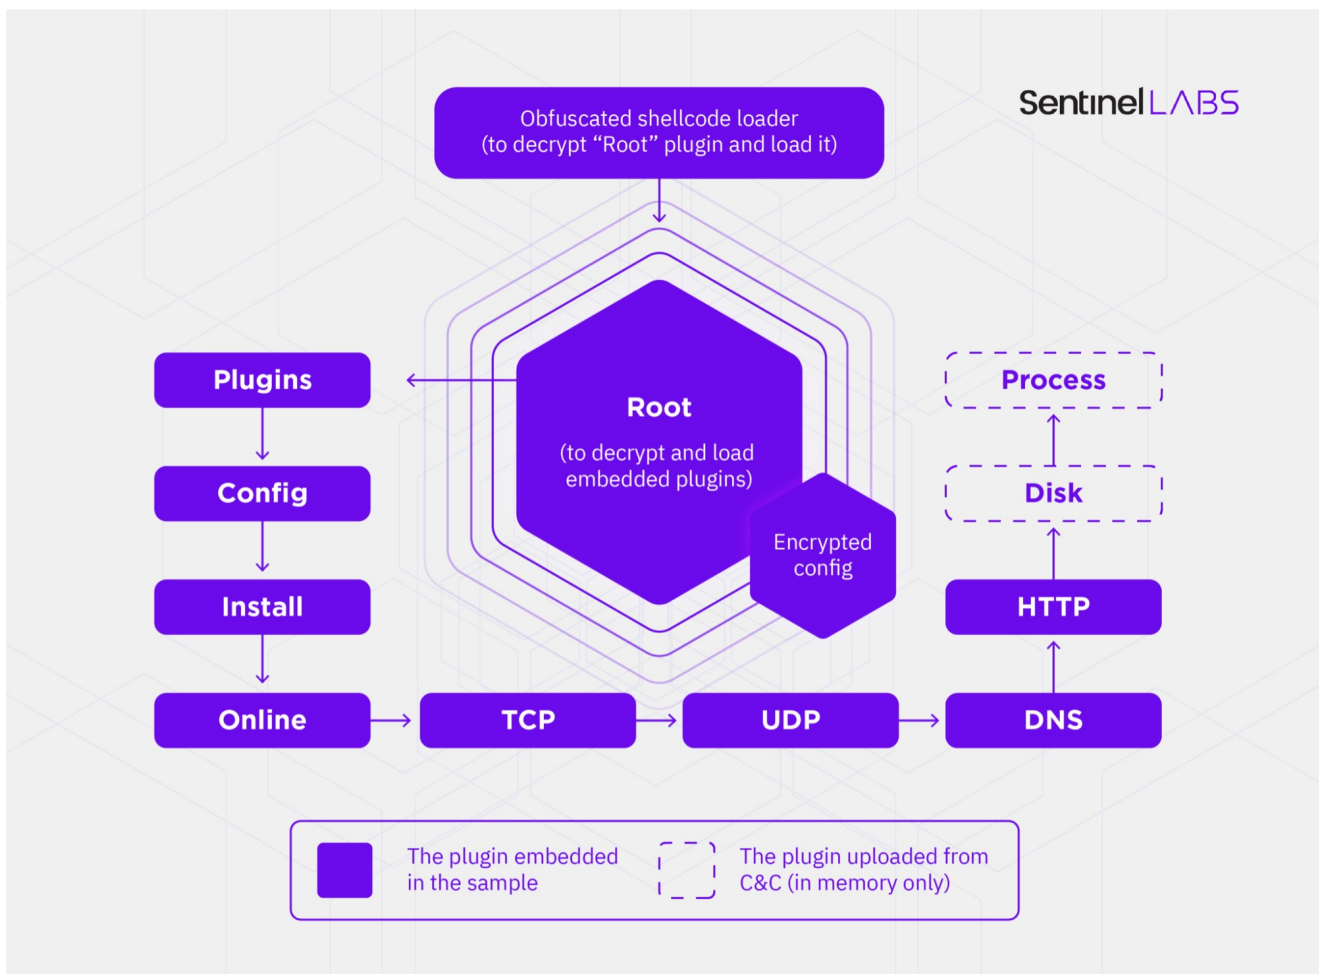 SentinelLABS
Obfuscated shellcode loader
(to decrypt “Root” plugin and load it)
Root
(to decrypt and load
embedded plugins)
Encrypted
config
Plugins
Config
Install
Online
TCP
UDP
DNS
HTTP
Disk
Process
The plugin embedded
in the sample
The plugin uploaded from
C&C (in memory only)